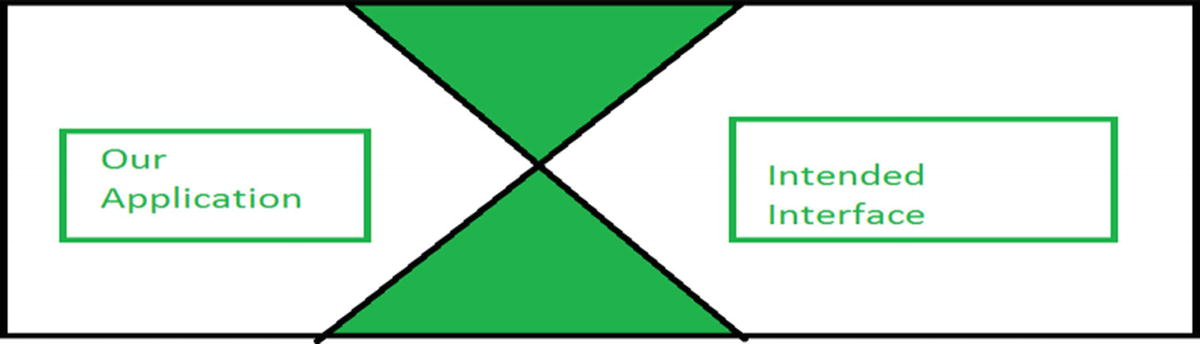 Our
Application
Intended
Interface